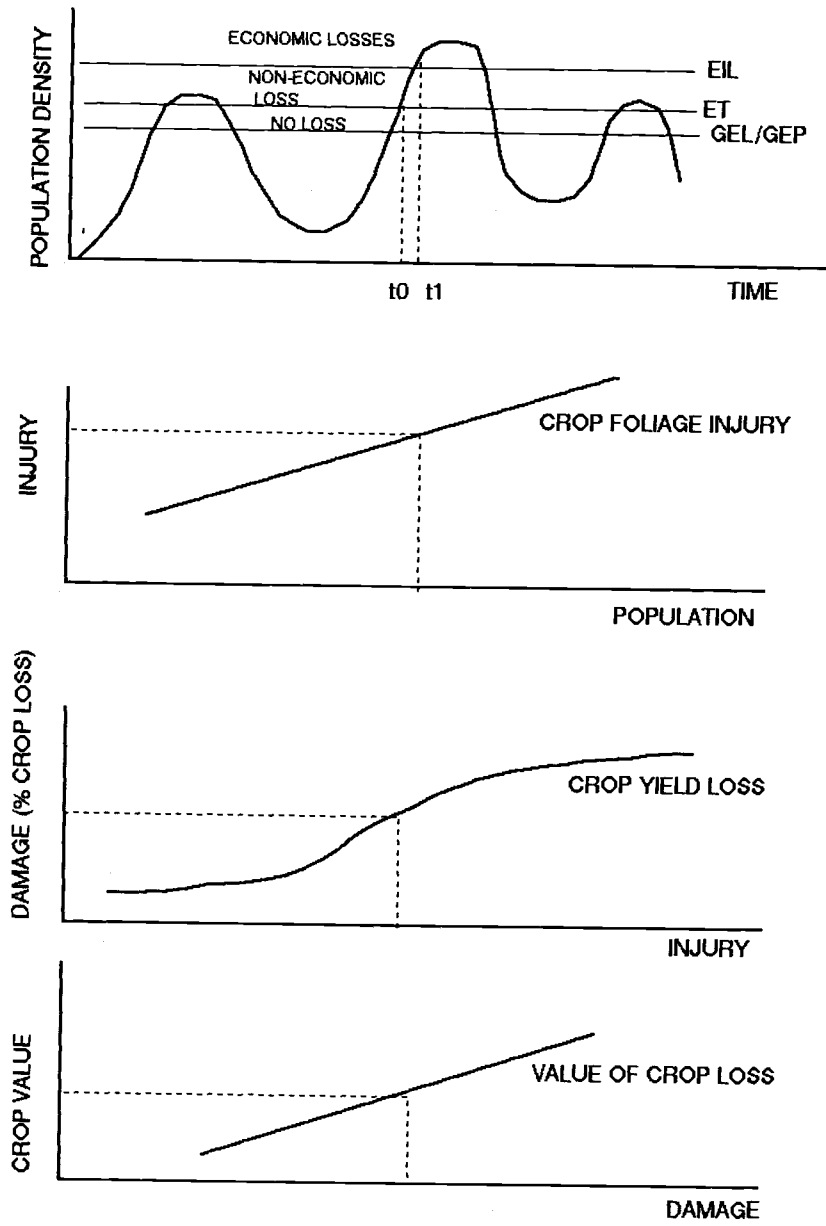 POPULATION DENSITY
ECONOMIC LOSSES
EIL
NON-ECONOMIC
LOSS
ET
NO LOSS
GEL/GEP
t0 t1
TIME
INJURY
CROP FOLIAGE INJURY
POPULATION
DAMAGE (% CROP LOSS)
CROP YIELD LOSS
INJURY
CROP VALUE
VALUE OF CROP LOSS
DAMAGE